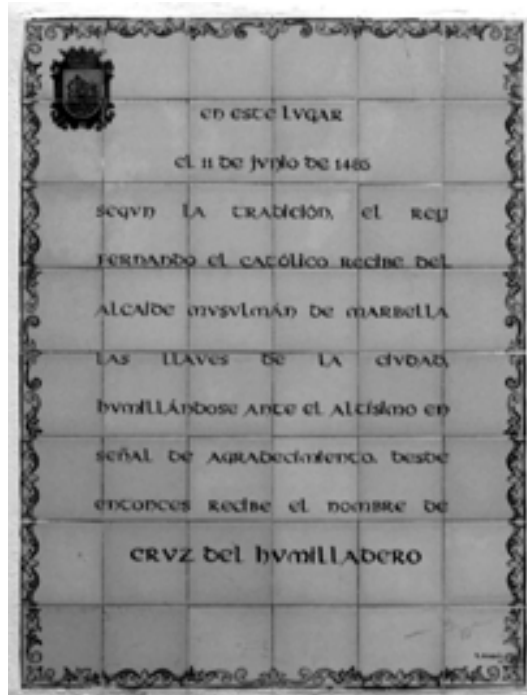 en este lvgar
el 11 de jvnio de 1485
segvn la tradición, el rey
fernando el católico recibe del
alcalde mvsvlmán de marbella
las llaves de la civdad,
hvmillándose ante el altísimo en
señal de agradecimiento. desde
entonces recibe el nombre de
crvz del hvmilladero